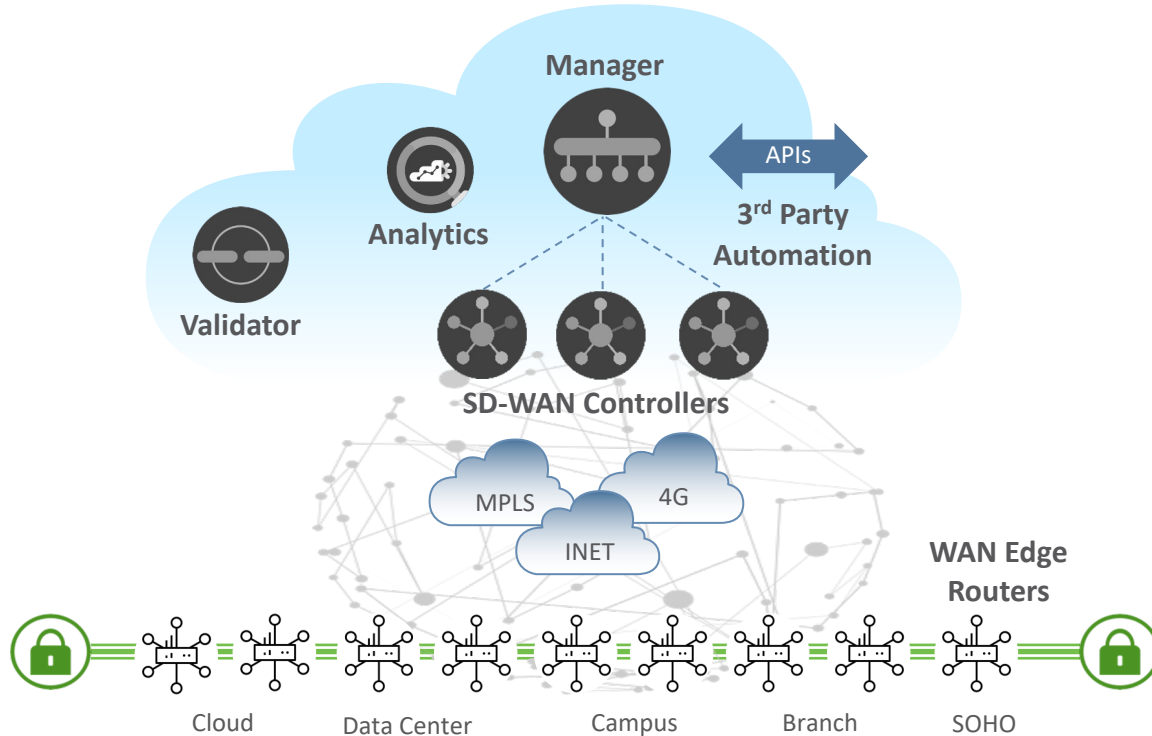 Manager
APIs
Analytics
3rd Party
Automation
Validator
SD-WAN Controllers
MPLS
4G
INET
WAN Edge
Routers
Cloud
Data Center
Campus
Branch
SOHO